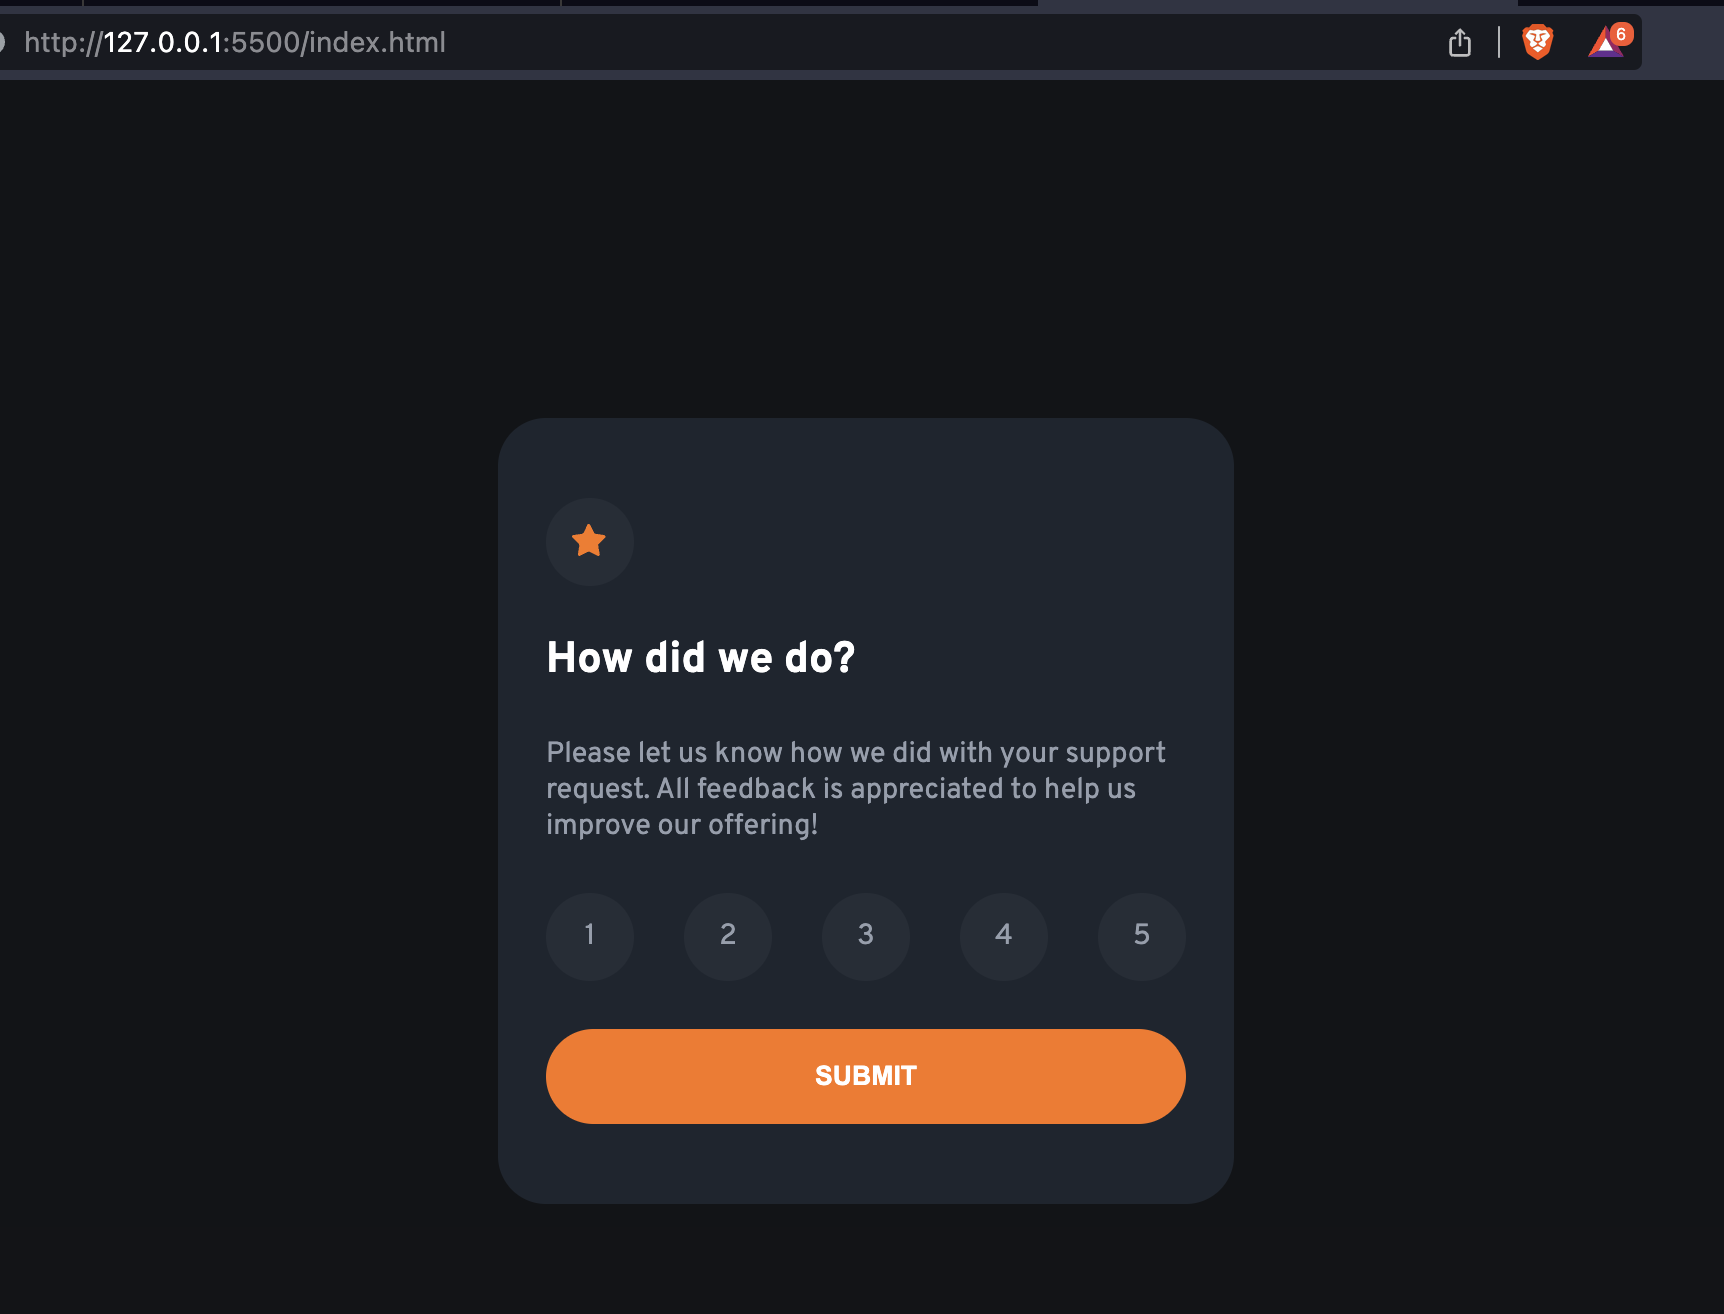 http://127.0.0.1:5500/index.html
6
How did we do?
Please let us know how we did with your support
request. All feedback is appreciated to help us
improve our offering!
1 2 3 4 5
SUBMIT